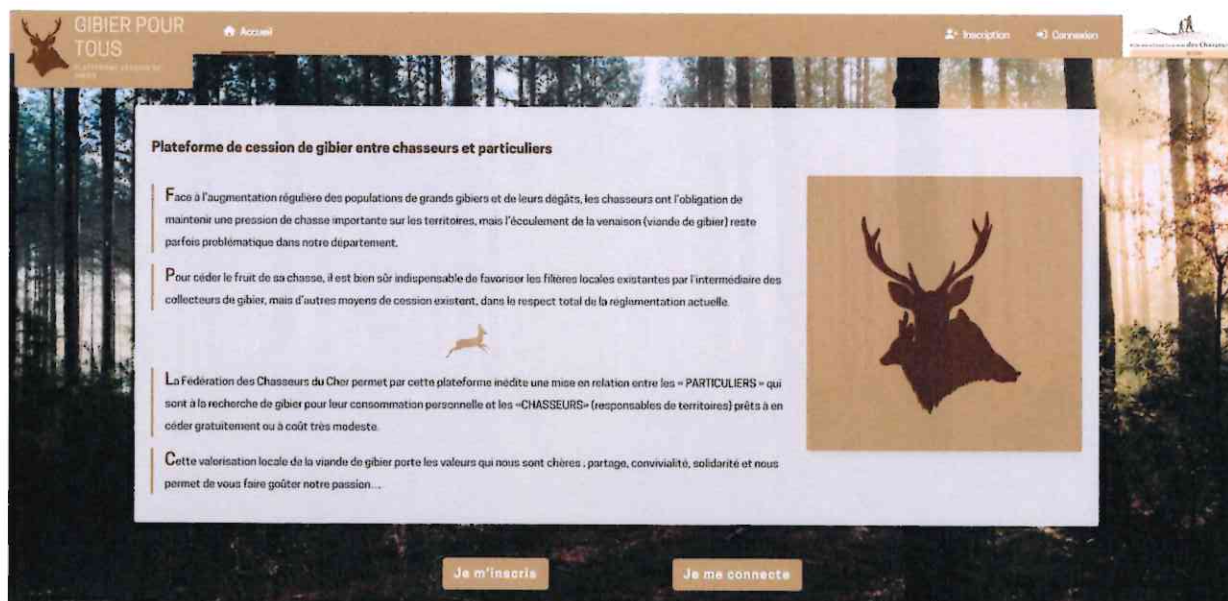 GIBIER POUR
TOUS
Accueil
Inscription
Connexion
Plateforme de cession de gibier entre chasseurs et particuliers
Face à l'augmentation régulière des populations de grands gibiers et de leurs dégâts, les chasseurs ont l'obligation de
maintenir une pression de chasse importante sur les territoires, mais l'écoulement de la venaison (viande de gibier) reste
parfois problématique dans notre département.
Pour céder le fruit de sa chasse, il est bien sûr indispensable de favoriser les filières locales existantes par l'intermédiaire des
collecteurs de gibier, mais d'autres moyens de cession existent, dans le respect total de la réglementation actuelle.
La Fédération des Chasseurs du Cher permet par cette plateforme inédite une mise en relation entre les « PARTICULIERS » qui
sont à la recherche de gibier pour leur consommation personnelle et les «CHASSEURS» (responsables de territoires) prêts à en
céder gratuitement ou à coût très modeste.
Cette valorisation locale de la viande de gibier porte les valeurs qui nous sont chères : partage, convivialité, solidarité et nous
permet de vous faire goûter notre passion...
Je m'inscris
Je me connecte